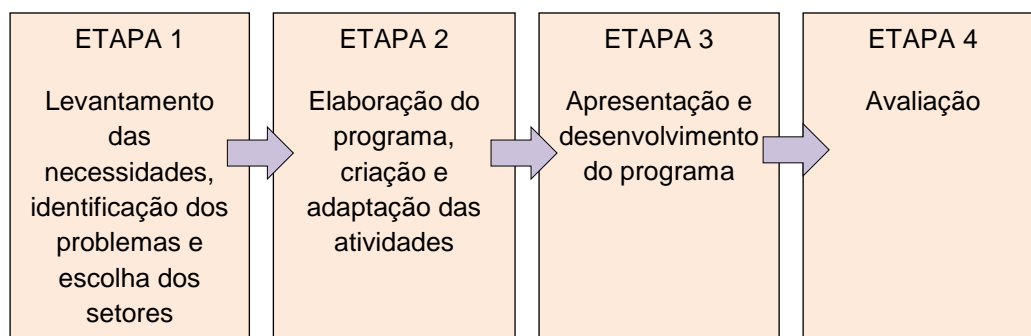 ETAPA 1
Levantamento
das
necessidades,
identificação dos
problemas e
escolha dos
setores
ETAPA 2
Elaboração do
programa,
criação e
adaptação das
atividades
ETAPA 3
Apresentação e
desenvolvimento
do programa
ETAPA 4
Avaliação